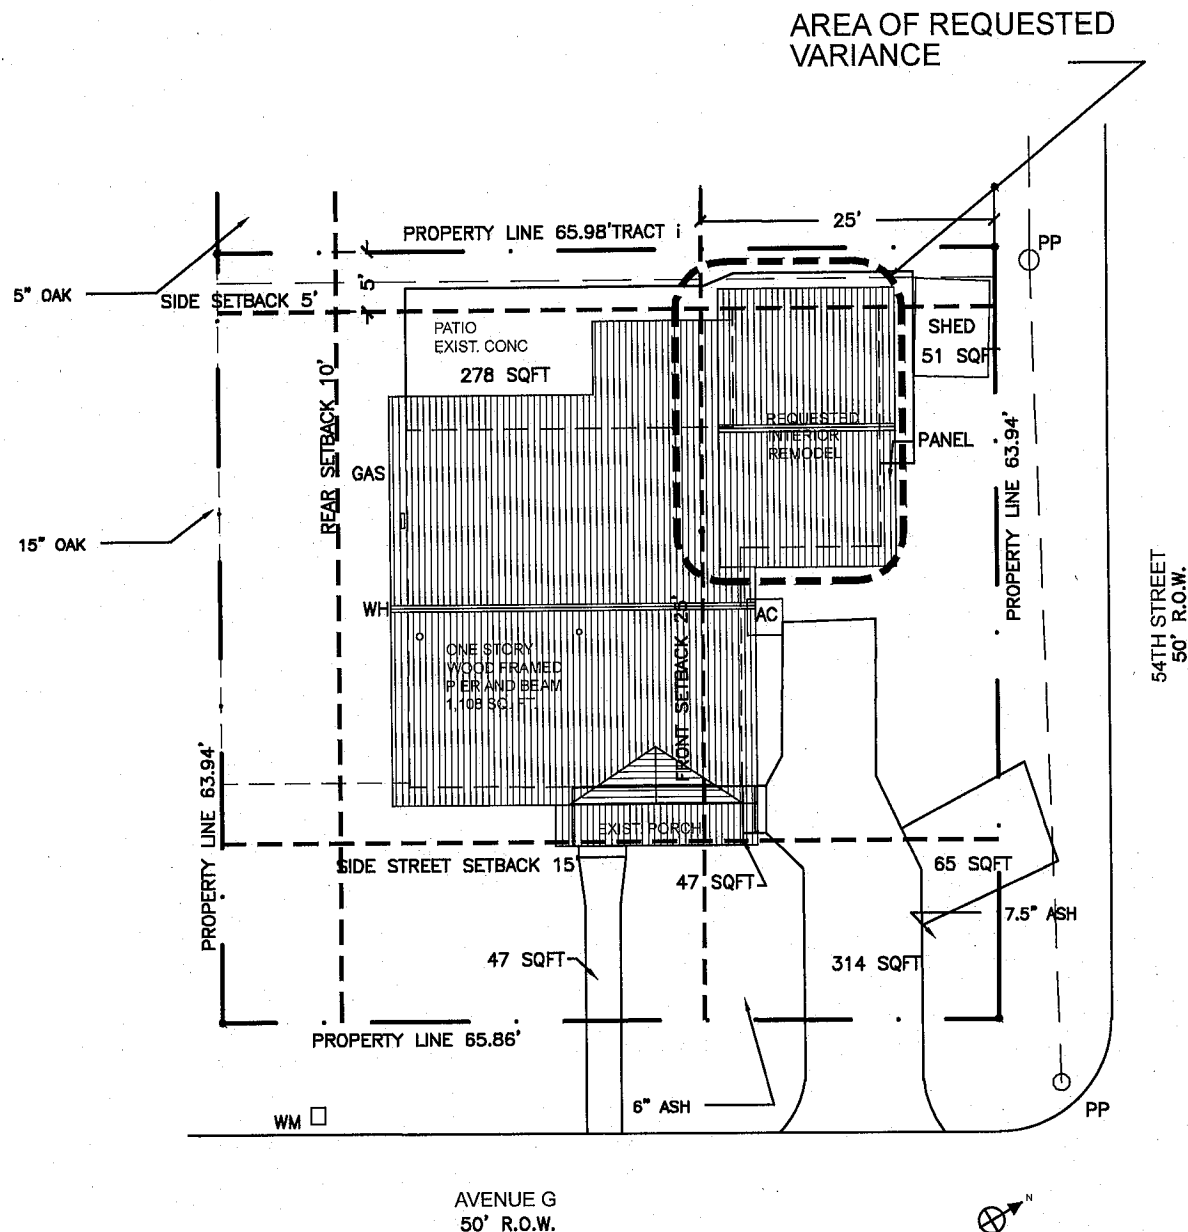 AREA OF REQUESTED
VARIANCE
25'
PROPERTY LINE 65.98'TRACT i
PP
5'
5" OAK
SIDE SETBACK 5'
PATIO
EXIST. CONC
278 SQFT
SHED
51 SQFT
REAR SETBACK 10'
REQUESTED
INTERIOR
REMODEL
PANEL
PROPERTY LINE 63.94'
GAS
15" OAK
54TH STREET
50' R.O.W.
WH
AC
ONE STORY
WOOD FRAMED
PIER AND BEAM
1,108 SQ. FT.
FRONT SETBACK 25'
PROPERTY LINE 63.94'
EXIST. PORCH
SIDE STREET SETBACK 15'
47 SQFT
65 SQFT
7.5" ASH
47 SQFT
314 SQFT
PROPERTY LINE 65.86'
6" ASH
PP
WM
AVENUE G
50' R.O.W.
N